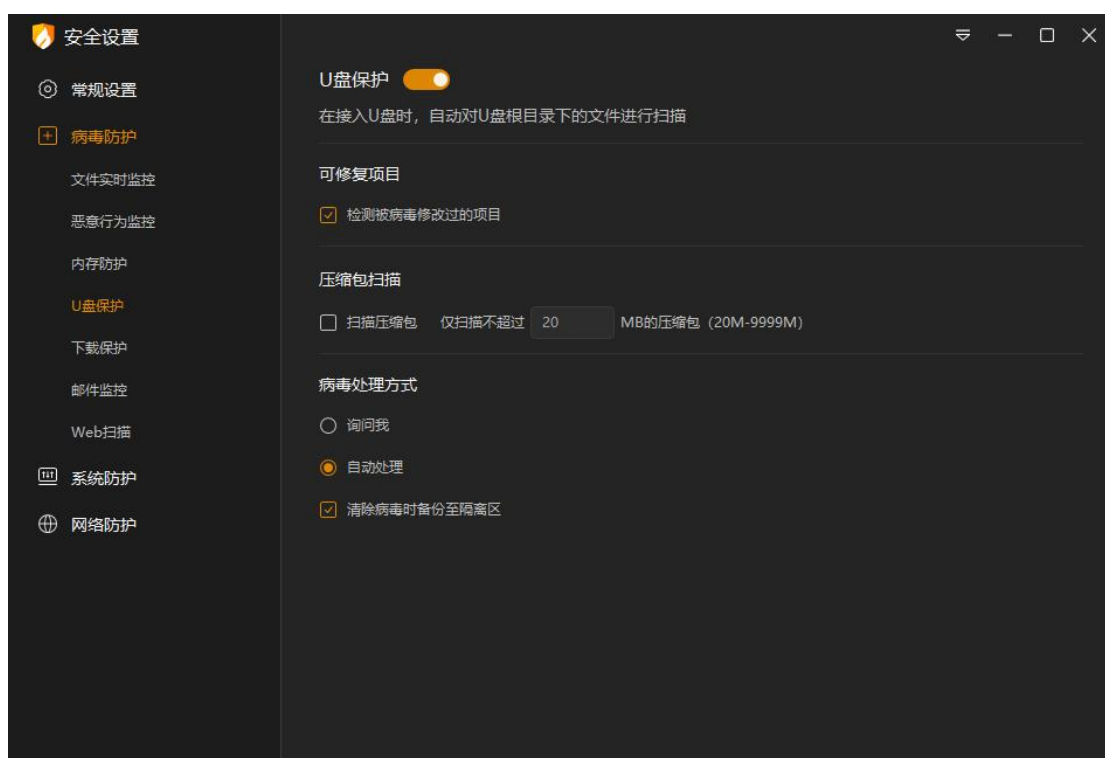 安全设置
常规设置
病毒防护
文件实时监控
恶意行为监控
内存防护
U盘保护
下载保护
邮件监控
Web扫描
系统防护
网络防护
U盘保护
在接入U盘时，自动对U盘根目录下的文件进行扫描
可修复项目
检测被病毒修改过的项目
压缩包扫描
扫描压缩包 仅扫描不超过 20 MB的压缩包（20M-9999M）
病毒处理方式
询问我
自动处理
清除病毒时备份至隔离区